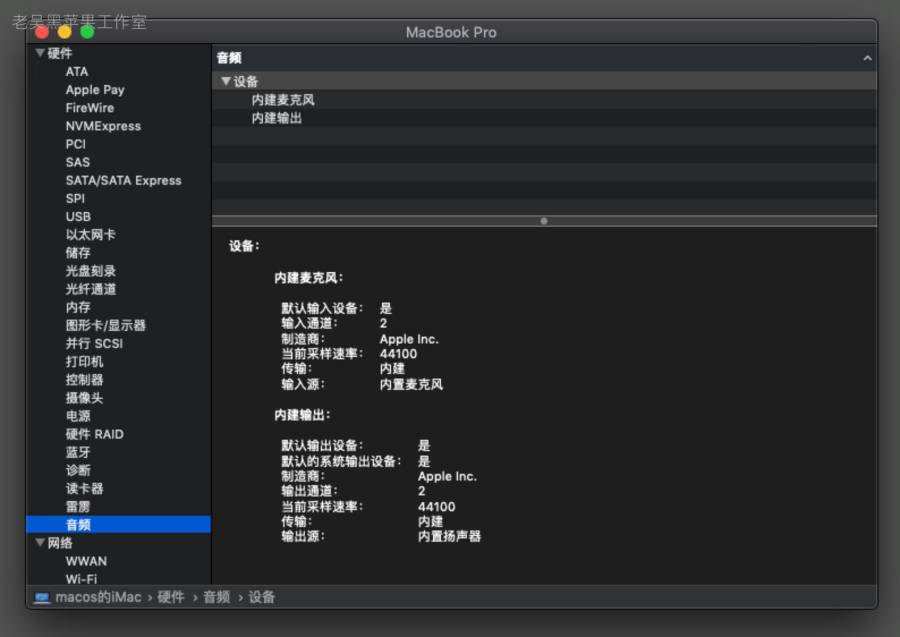 老吴黑苹果工作室
MacBook Pro
硬件
ATA
Apple Pay
FireWire
NVMExpress
PCI
SAS
SATA/SATA Express
SPI
USB
以太网卡
储存
光盘刻录
光纤通道
内存
图形卡/显示器
并行 SCSI
打印机
控制器
摄像头
电源
硬件 RAID
蓝牙
诊断
读卡器
雷雳
音频
网络
WWAN
Wi-Fi
音频
设备
内建麦克风
内建输出
设备：
内建麦克风：
默认输入设备： 是
输入通道： 2
制造商： Apple Inc.
当前采样速率： 44100
传输： 内建
输入源： 内置麦克风
内建输出：
默认输出设备： 是
默认的系统输出设备： 是
制造商： Apple Inc.
输出通道： 2
当前采样速率： 44100
传输： 内建
输出源： 内置扬声器
macos的iMac › 硬件 › 音频 › 设备